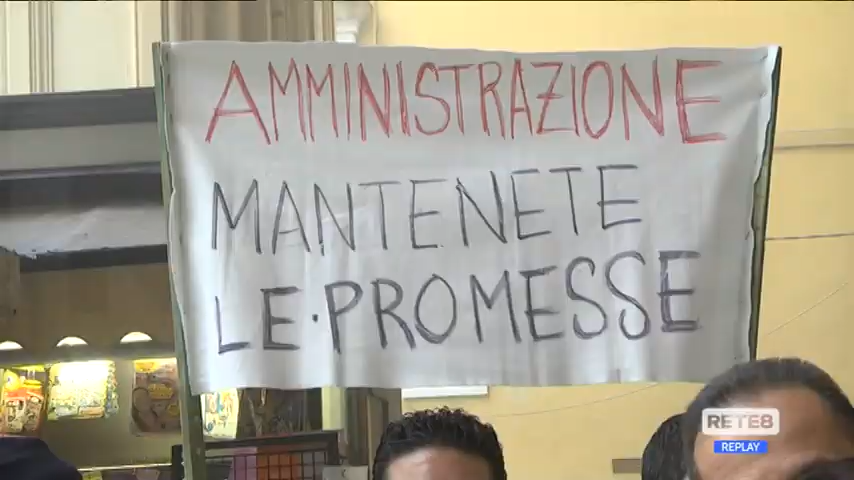 AMMINISTRAZIONE
MANTENETE
LE·PROMESSE
RETE8
REPLAY